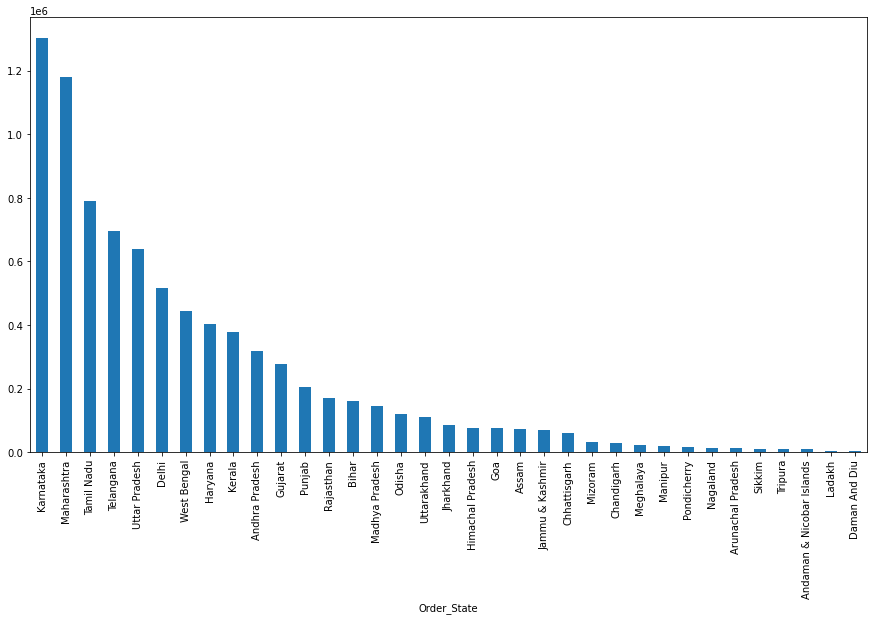 1e6
1.2
1.0
0.8
0.6
0.4
0.2
0.0
Karnataka
Maharashtra
Tamil Nadu
Telangana
Uttar Pradesh
Delhi
West Bengal
Haryana
Kerala
Andhra Pradesh
Gujarat
Punjab
Rajasthan
Bihar
Madhya Pradesh
Odisha
Uttarakhand
Jharkhand
Himachal Pradesh
Goa
Assam
Jammu & Kashmir
Chhattisgarh
Mizoram
Chandigarh
Meghalaya
Manipur
Pondicherry
Nagaland
Arunachal Pradesh
Sikkim
Tripura
Andaman & Nicobar Islands
Ladakh
Daman And Diu
Order_State